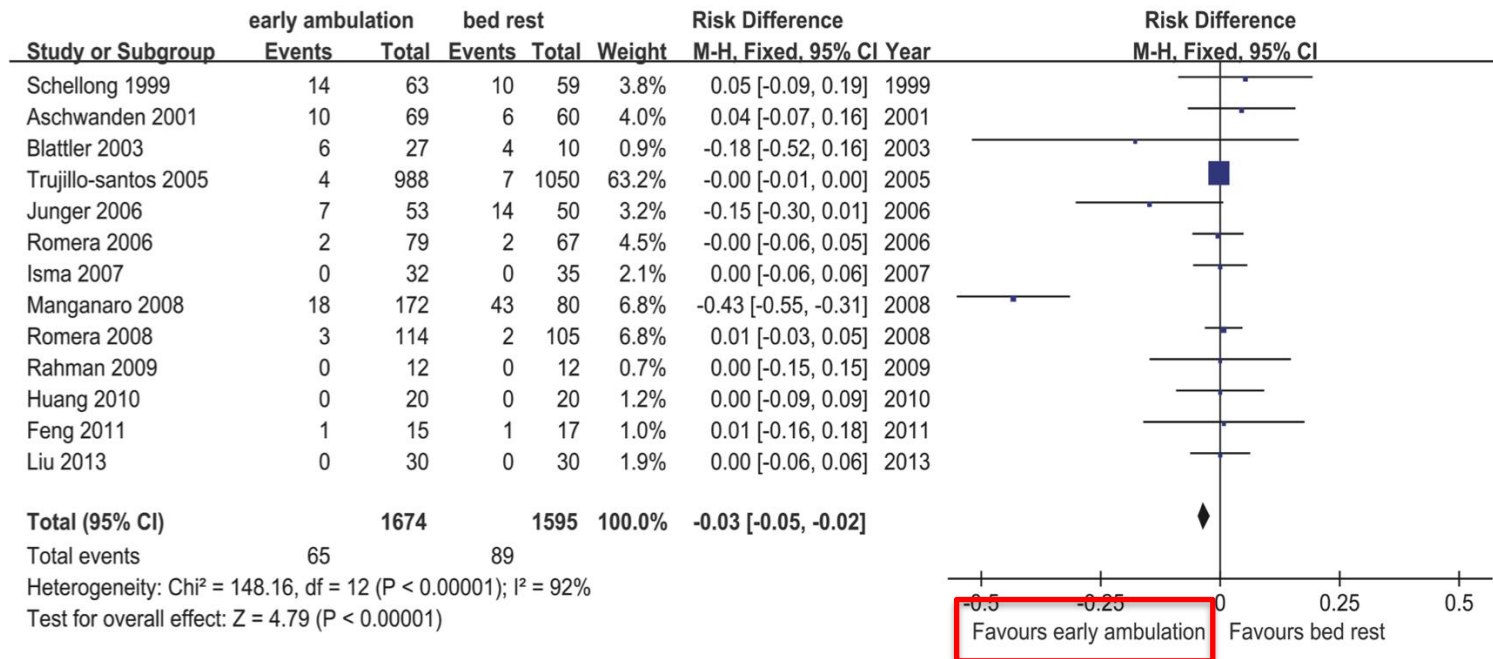 early ambulation bed rest Risk Difference Risk Difference
Study or Subgroup Events Total Events Total Weight M-H, Fixed, 95% CI Year M-H, Fixed, 95% CI
Schellong 1999 14 63 10 59 3.8% 0.05 [-0.09, 0.19] 1999
Aschwanden 2001 10 69 6 60 4.0% 0.04 [-0.07, 0.16] 2001
Blattler 2003 6 27 4 10 0.9% -0.18 [-0.52, 0.16] 2003
Trujillo-santos 2005 4 988 7 1050 63.2% -0.00 [-0.01, 0.00] 2005
Junger 2006 7 53 14 50 3.2% -0.15 [-0.30, 0.01] 2006
Romera 2006 2 79 2 67 4.5% -0.00 [-0.06, 0.05] 2006
Isma 2007 0 32 0 35 2.1% 0.00 [-0.06, 0.06] 2007
Manganaro 2008 18 172 43 80 6.8% -0.43 [-0.55, -0.31] 2008
Romera 2008 3 114 2 105 6.8% 0.01 [-0.03, 0.05] 2008
Rahman 2009 0 12 0 12 0.7% 0.00 [-0.15, 0.15] 2009
Huang 2010 0 20 0 20 1.2% 0.00 [-0.09, 0.09] 2010
Feng 2011 1 15 1 17 1.0% 0.01 [-0.16, 0.18] 2011
Liu 2013 0 30 0 30 1.9% 0.00 [-0.06, 0.06] 2013
Total (95% CI) 1674 1595 100.0% -0.03 [-0.05, -0.02]
Total events 65 89
Heterogeneity: Chi² = 148.16, df = 12 (P < 0.00001); I² = 92%
Test for overall effect: Z = 4.79 (P < 0.00001)
-0.5 -0.25 0 0.25 0.5
Favours early ambulation Favours bed rest